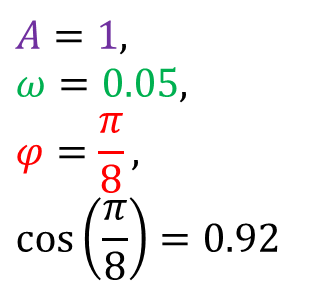 A = 1,
ω = 0.05,
φ = π/8,
cos(π/8) = 0.92